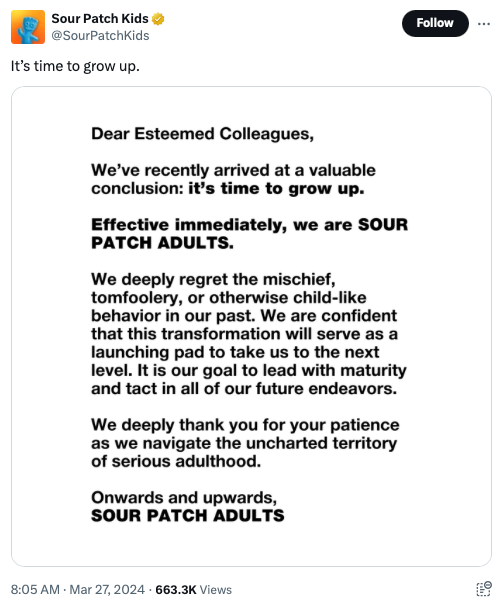 Sour Patch Kids
@SourPatchKids
Follow
It’s time to grow up.
Dear Esteemed Colleagues,
We’ve recently arrived at a valuable
conclusion: it’s time to grow up.
Effective immediately, we are SOUR
PATCH ADULTS.
We deeply regret the mischief,
tomfoolery, or otherwise child-like
behavior in our past. We are confident
that this transformation will serve as a
launching pad to take us to the next
level. It is our goal to lead with maturity
and tact in all of our future endeavors.
We deeply thank you for your patience
as we navigate the uncharted territory
of serious adulthood.
Onwards and upwards,
SOUR PATCH ADULTS
8:05 AM · Mar 27, 2024 · 663.3K Views